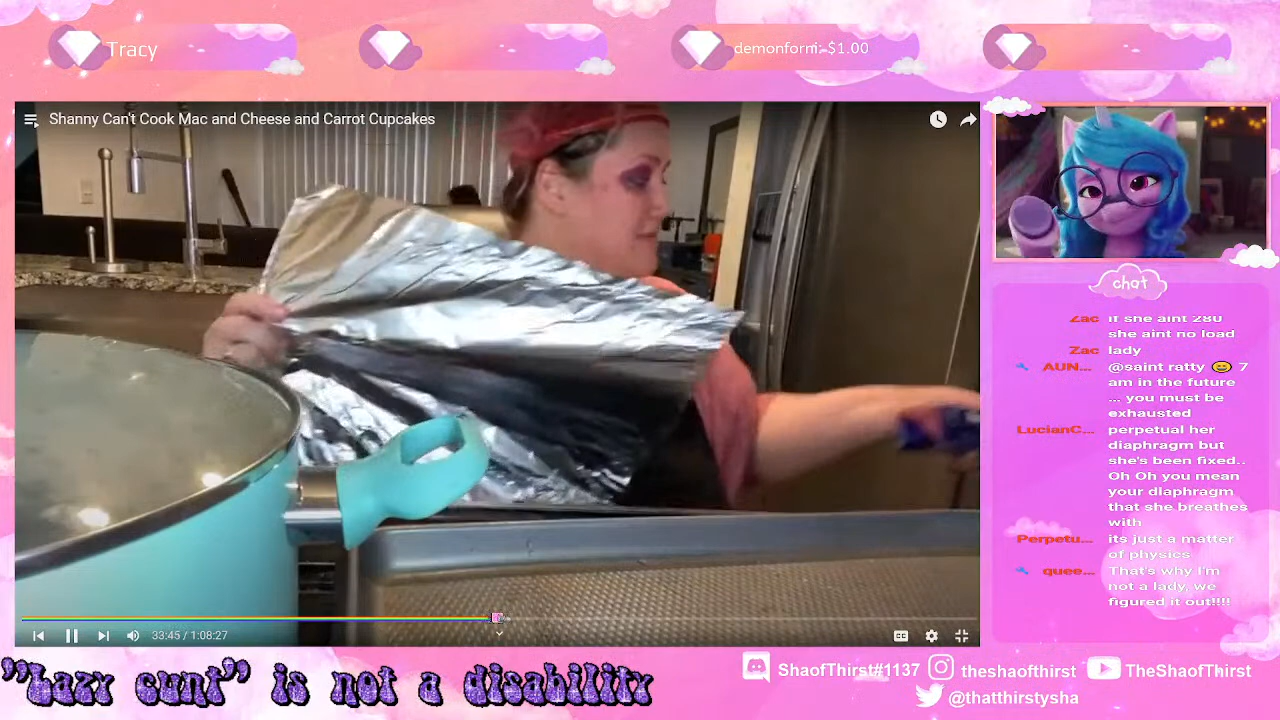 Tracy
demonform: $1.00
Shanny Can't Cook Mac and Cheese and Carrot Cupcakes
chat
Zac if she aint 280
she aint no load
Zac lady
AUN... @saint ratty 7
am in the future
... you must be
exhausted
LucianC... perpetual her
diaphragm but
she's been fixed..
Oh Oh you mean
your diaphragm
that she breathes
with
Perpetu... its just a matter
of physics
quee... That's why I'm
not a lady, we
figured it out!!!!
33:45 / 1:08:27
CC
"Lazy cunt" is not a disability
ShaofThirst#1137 theshaofthirst TheShaofThirst
@thatthirstysha